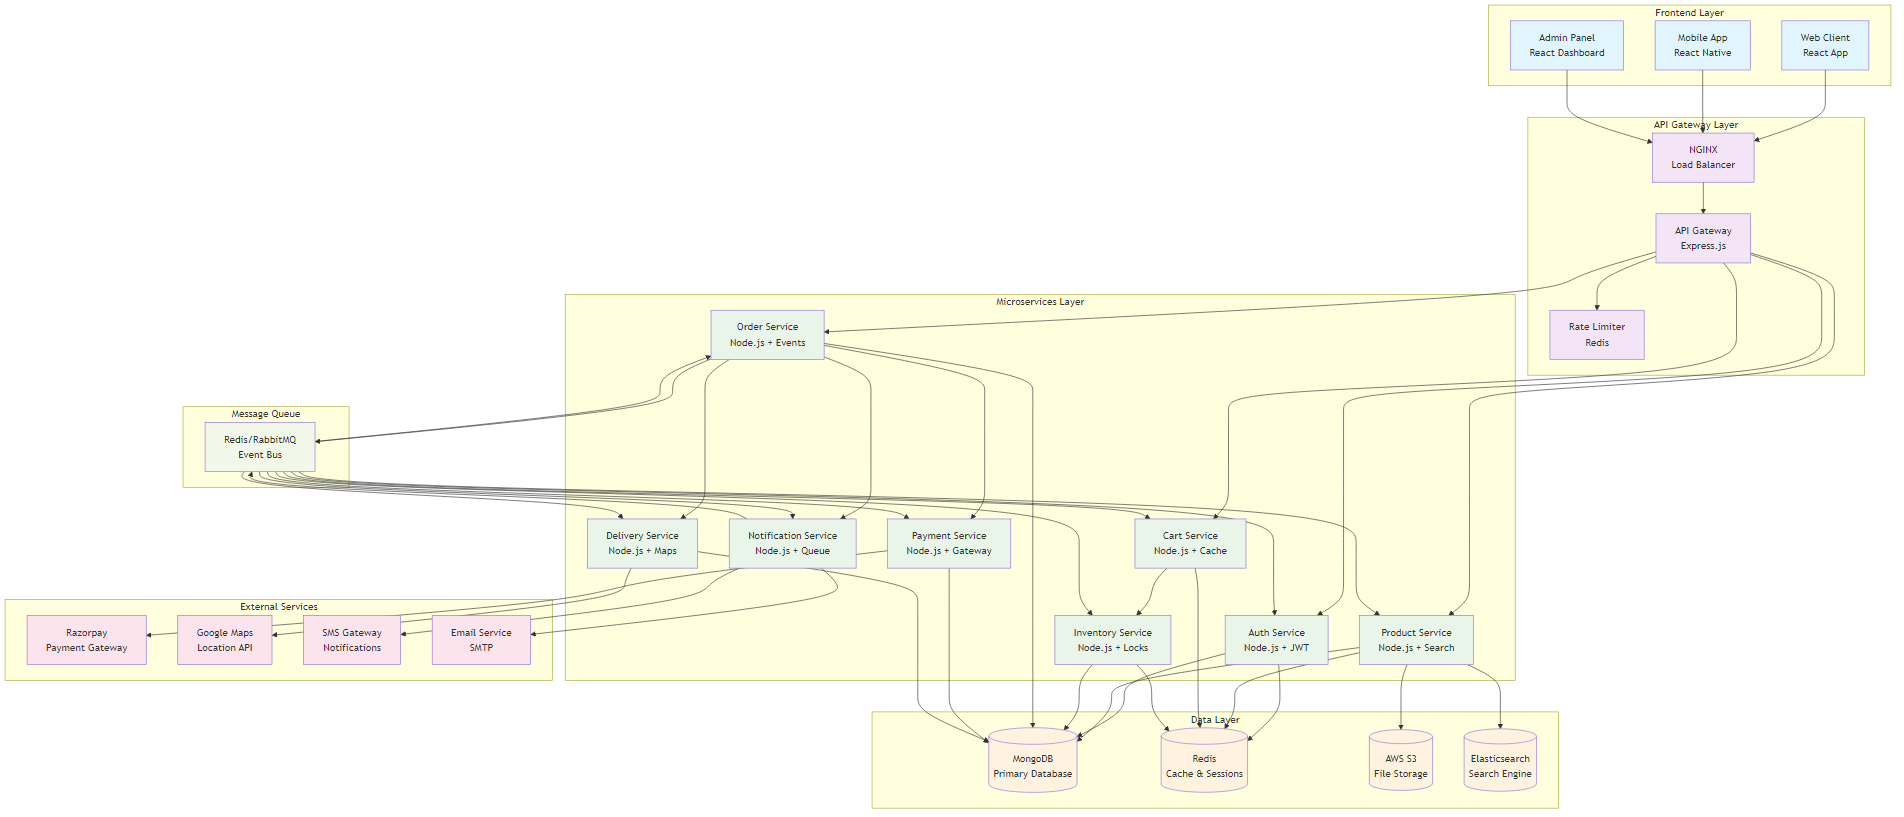 Frontend Layer
Admin Panel
React Dashboard
Mobile App
React Native
Web Client
React App
API Gateway Layer
NGINX
Load Balancer
API Gateway
Express.js
Rate Limiter
Redis
Microservices Layer
Order Service
Node.js + Events
Message Queue
Redis/RabbitMQ
Event Bus
Delivery Service
Node.js + Maps
Notification Service
Node.js + Queue
Payment Service
Node.js + Gateway
Cart Service
Node.js + Cache
Inventory Service
Node.js + Locks
Auth Service
Node.js + JWT
Product Service
Node.js + Search
External Services
Razorpay
Payment Gateway
Google Maps
Location API
SMS Gateway
Notifications
Email Service
SMTP
Data Layer
MongoDB
Primary Database
Redis
Cache & Sessions
AWS S3
File Storage
Elasticsearch
Search Engine